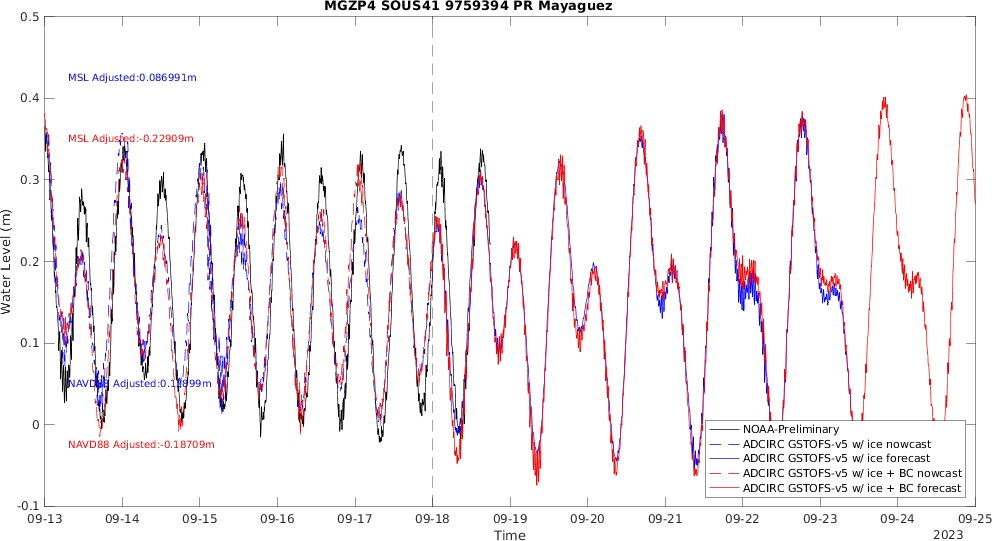 MGZP4 SOUS41 9759394 PR Mayaguez
0.5
0.4
0.3
0.2
0.1
0
-0.1
Water Level (m)
MSL Adjusted:0.086991m
MSL Adjusted:-0.22909m
NAVD88 Adjusted:0.12899m
NAVD88 Adjusted:-0.18709m
NOAA-Preliminary
ADCIRC GSTOFS-v5 w/ ice nowcast
ADCIRC GSTOFS-v5 w/ ice forecast
ADCIRC GSTOFS-v5 w/ ice + BC nowcast
ADCIRC GSTOFS-v5 w/ ice + BC forecast
09-13 09-14 09-15 09-16 09-17 09-18 09-19 09-20 09-21 09-22 09-23 09-24 09-25
Time
2023